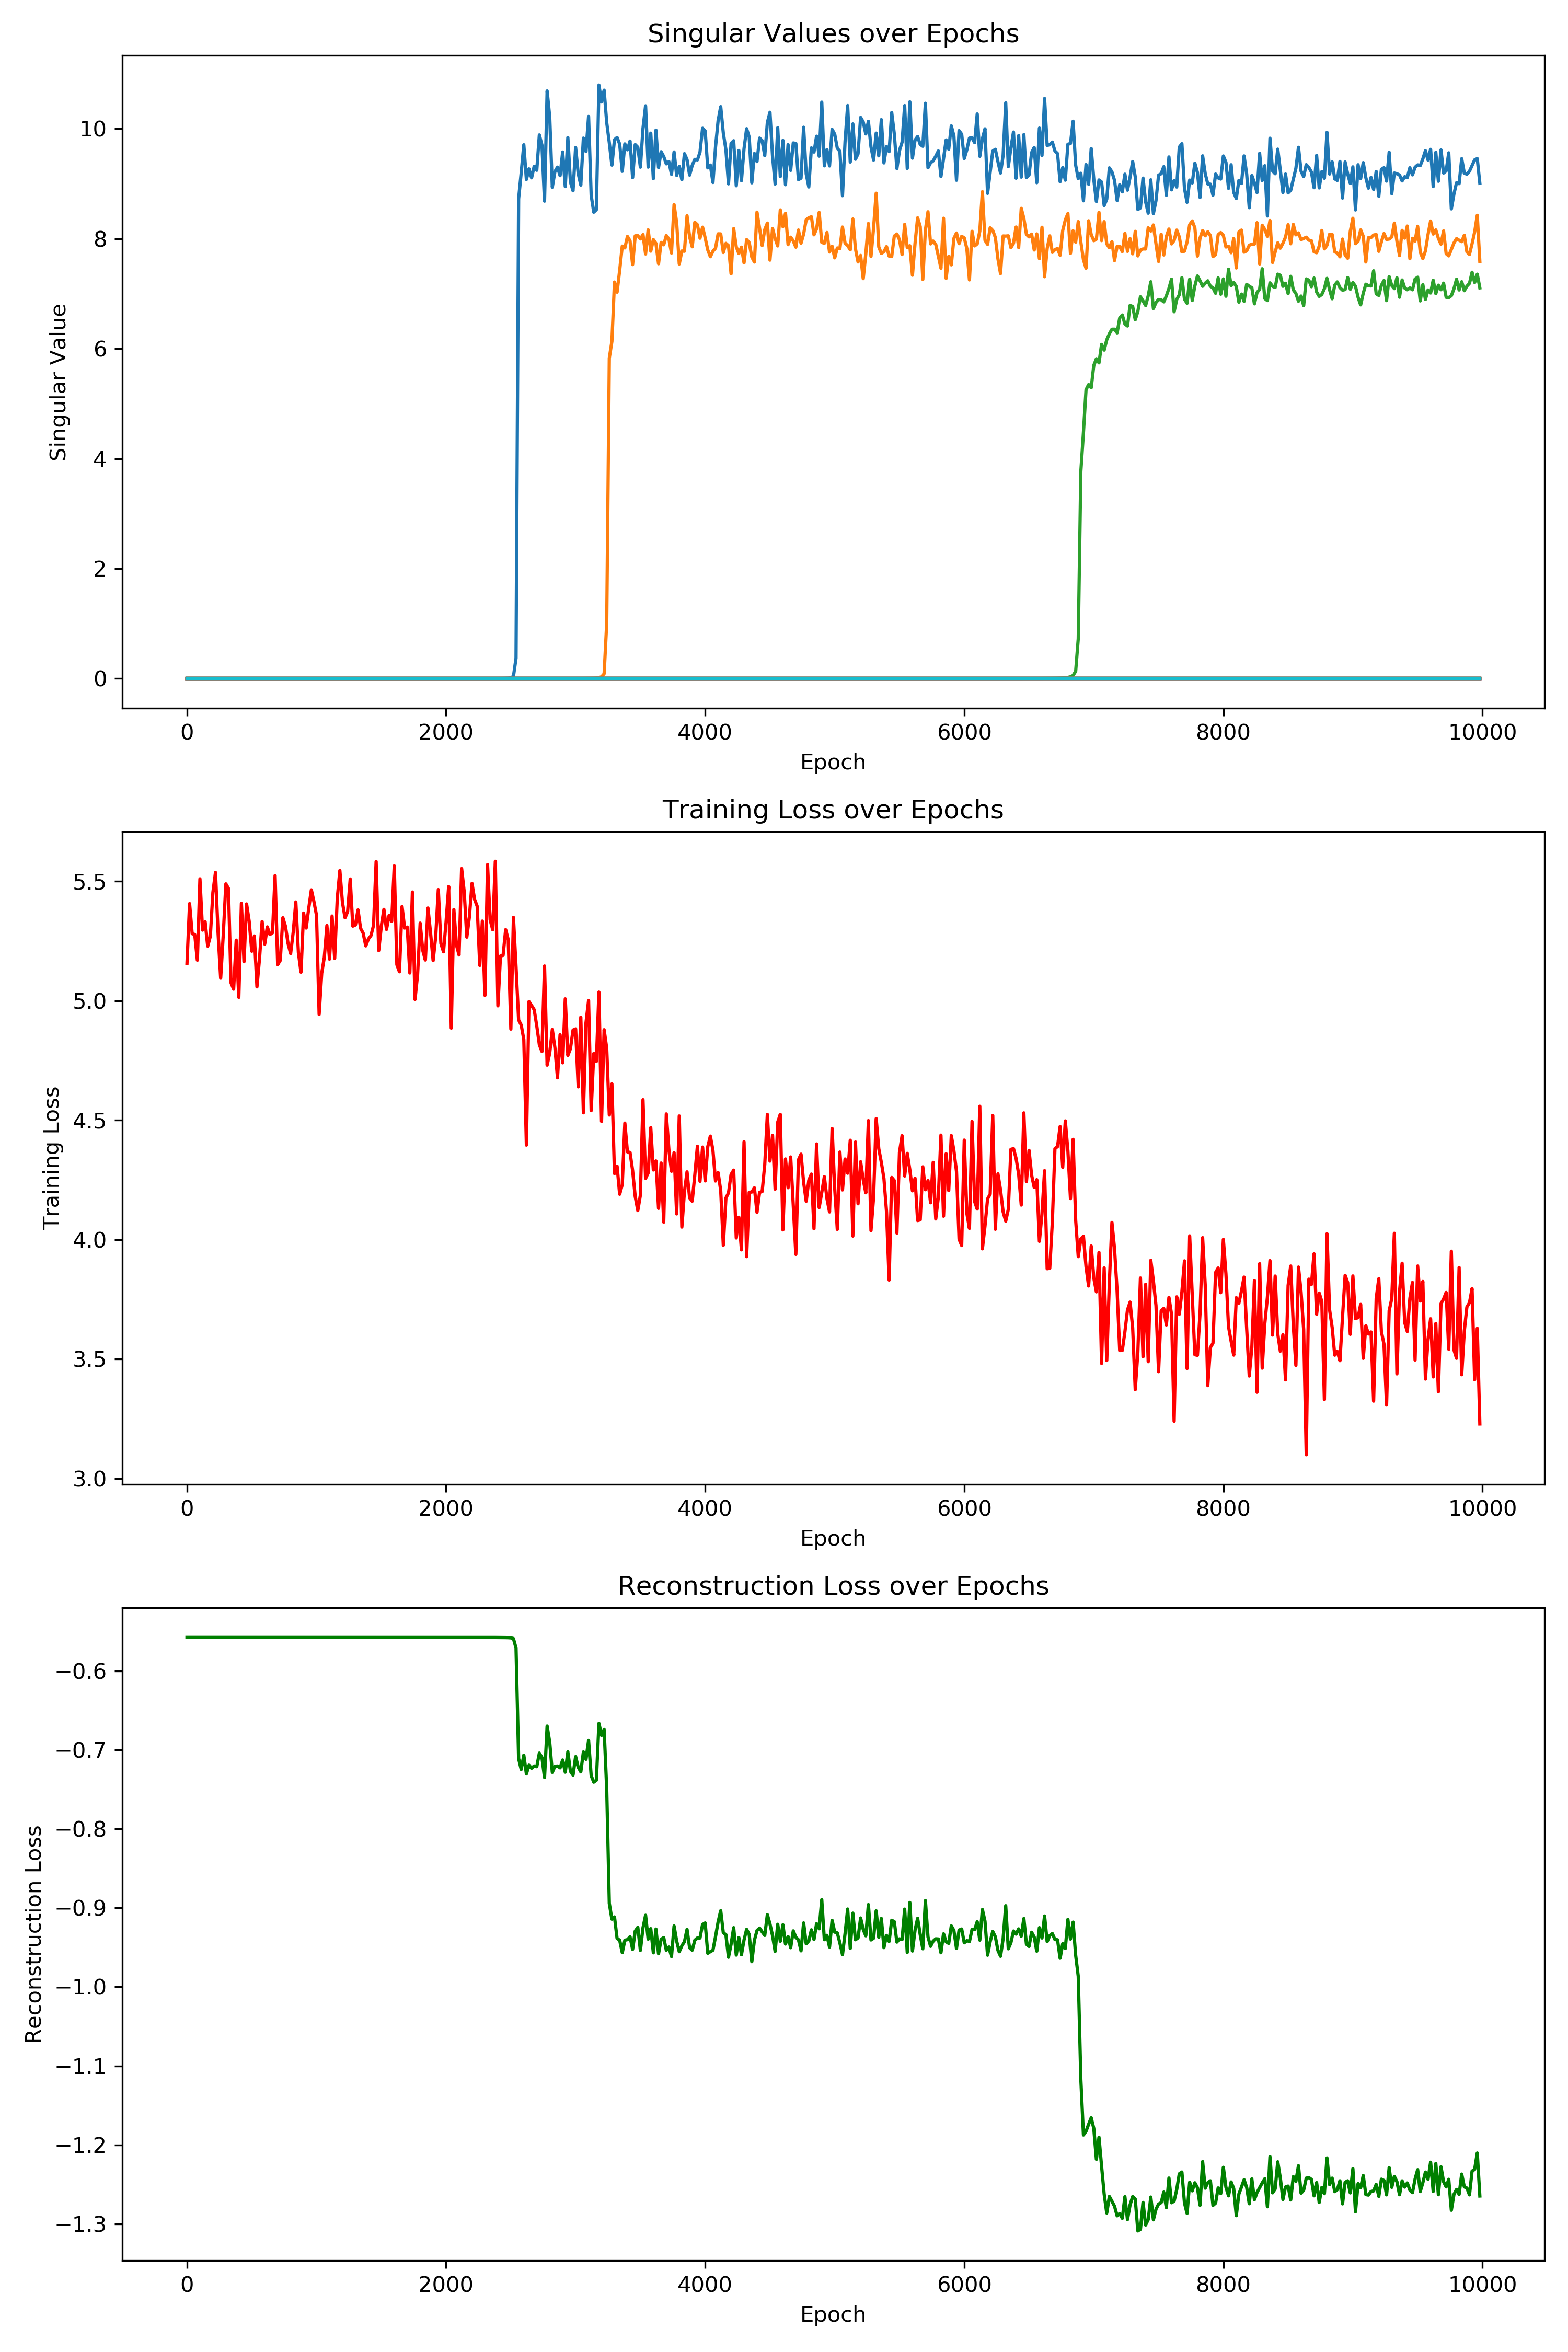 Singular Values over Epochs
Singular Value
10
8
6
4
2
0
0 2000 4000 6000 8000 10000
Epoch
Training Loss over Epochs
Training Loss
5.5
5.0
4.5
4.0
3.5
3.0
0 2000 4000 6000 8000 10000
Epoch
Reconstruction Loss over Epochs
Reconstruction Loss
−0.6
−0.7
−0.8
−0.9
−1.0
−1.1
−1.2
−1.3
0 2000 4000 6000 8000 10000
Epoch